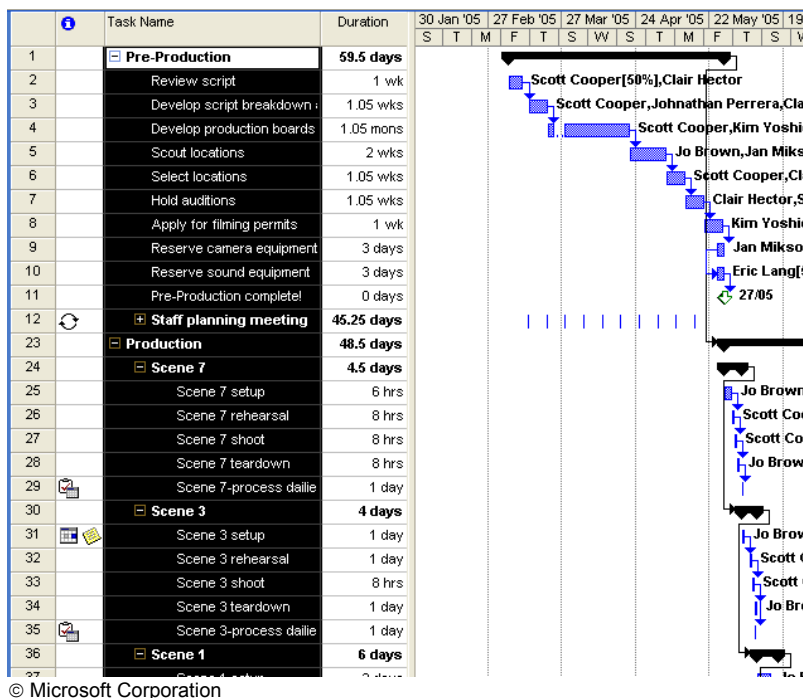 Task Name Duration 30 Jan '05 27 Feb '05 27 Mar '05 24 Apr '05 22 May '05 19
S T M F T S W S T M F T S
1 Pre-Production 59.5 days
2 Review script 1 wk Scott Cooper[50%],Clair Hector
3 Develop script breakdown 1.05 wks Scott Cooper,Johnathan Perrera,Cla
4 Develop production boards 1.05 mons Scott Cooper,Kim Yoshi
5 Scout locations 2 wks Jo Brown,Jan Miks
6 Select locations 1.05 wks Scott Cooper,Cl
7 Hold auditions 1.05 wks Clair Hector,S
8 Apply for filming permits 1 wk Kim Yoshi
9 Reserve camera equipment 3 days Jan Mikso
10 Reserve sound equipment 3 days Eric Lang[
11 Pre-Production complete! 0 days 27/05
12 Staff planning meeting 45.25 days
23 Production 48.5 days
24 Scene 7 4.5 days
25 Scene 7 setup 6 hrs Jo Brown
26 Scene 7 rehearsal 8 hrs Scott Co
27 Scene 7 shoot 8 hrs Scott Co
28 Scene 7 teardown 8 hrs Jo Brow
29 Scene 7-process dailie 1 day
30 Scene 3 4 days
31 Scene 3 setup 1 day Jo Brow
32 Scene 3 rehearsal 1 day Scott
33 Scene 3 shoot 8 hrs Scott
34 Scene 3 teardown 1 day Jo Bro
35 Scene 3-process dailie 1 day
36 Scene 1 6 days
© Microsoft Corporation